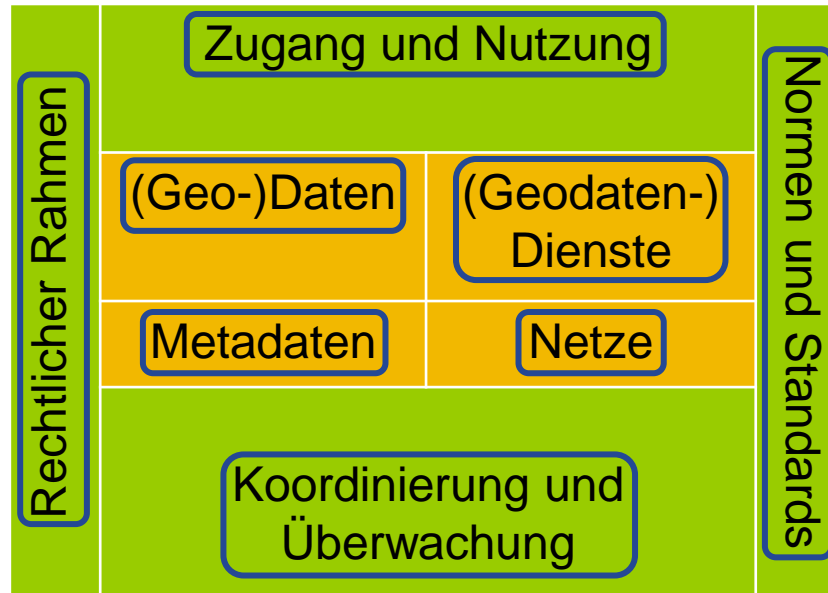 Zugang und Nutzung
Rechtlicher Rahmen
Normen und Standards
(Geo-)Daten
(Geodaten-)
Dienste
Metadaten
Netze
Koordinierung und
Überwachung